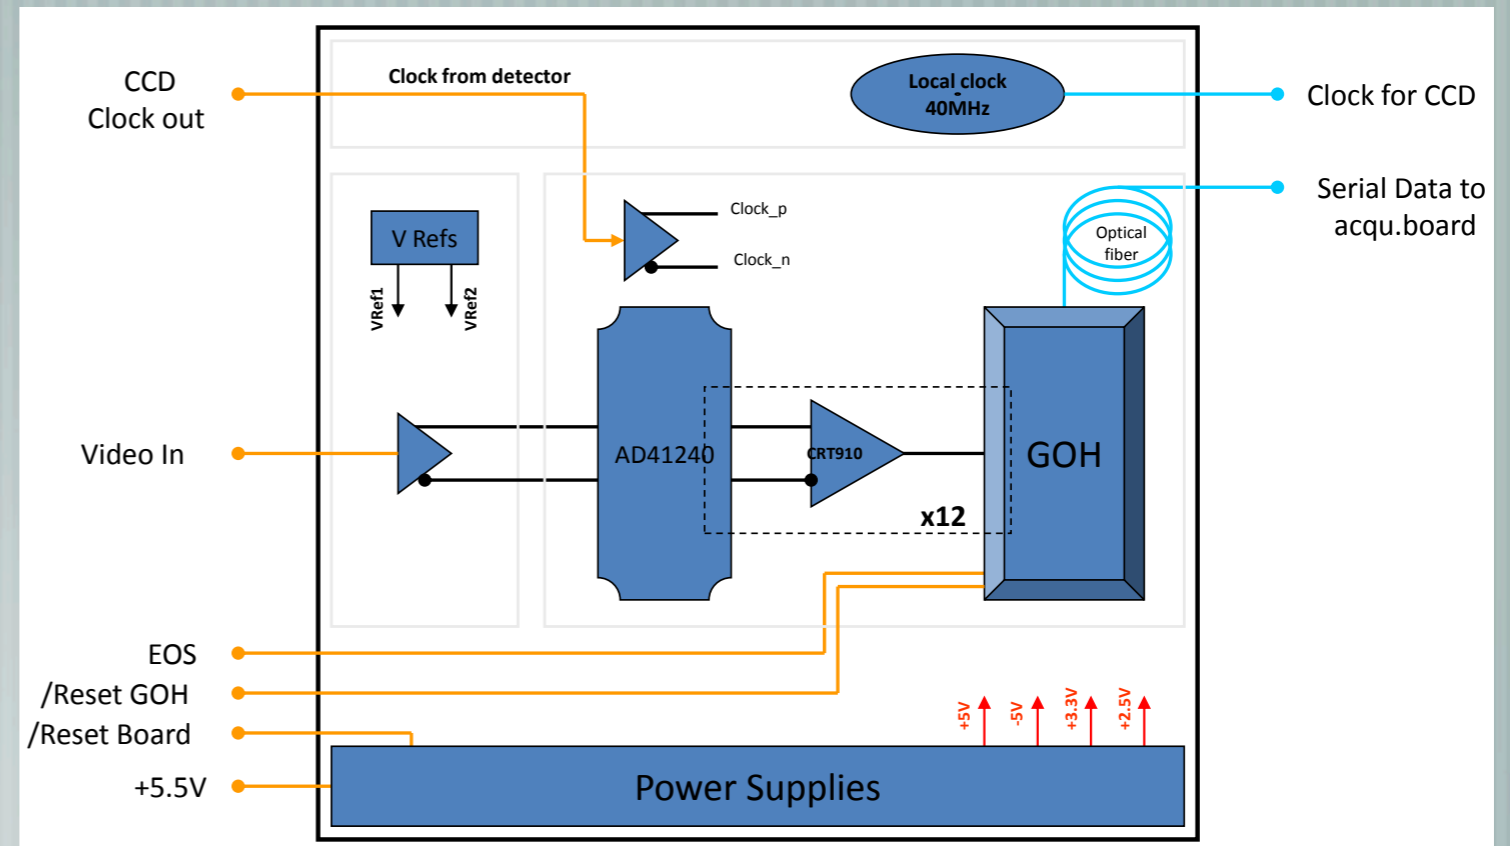 CCD
Clock out
Clock from detector
Local clock
-
40MHz
Clock for CCD
Serial Data to
acqu.board
Optical
fiber
V Refs
VRef1
VRef2
Clock_p
Clock_n
Video In
AD41240
CRT910
GOH
x12
EOS
/Reset GOH
/Reset Board
+5.5V
+5V
-5V
+3.3V
+2.5V
Power Supplies